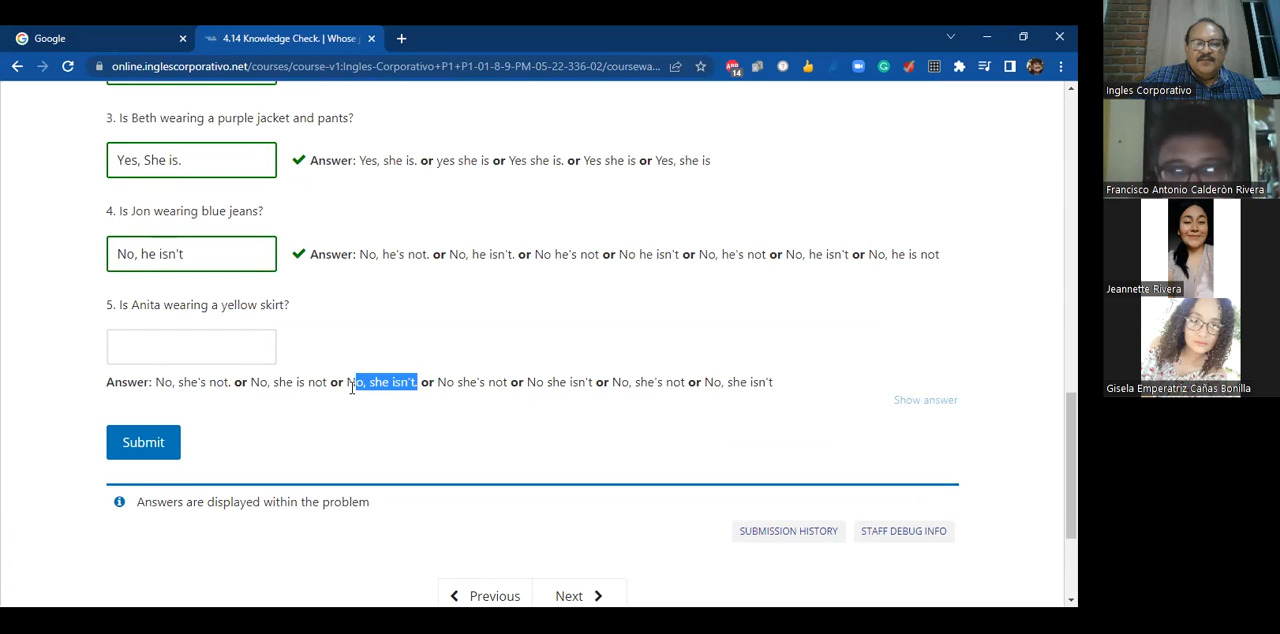 Google
4.14 Knowledge Check. | Whose
online.inglescorporativo.net/courses/course-v1:Ingles-Corporativo+P1+P1-01-8-9-PM-05-22-336-02/coursewa...
14
3. Is Beth wearing a purple jacket and pants?
Yes, She is.
Answer: Yes, she is. or yes she is or Yes she is. or Yes she is or Yes, she is
4. Is Jon wearing blue jeans?
No, he isn't
Answer: No, he's not. or No, he isn't. or No he's not or No he isn't or No, he's not or No, he isn't or No, he is not
5. Is Anita wearing a yellow skirt?
Answer: No, she's not. or No, she is not or No, she isn't. or No she's not or No she isn't or No, she's not or No, she isn't
Show answer
Submit
Answers are displayed within the problem
SUBMISSION HISTORY
STAFF DEBUG INFO
Previous
Next
Ingles Corporativo
Francisco Antonio Calderòn Rivera
Jeannette Rivera
Gisela Emperatriz Cañas Bonilla